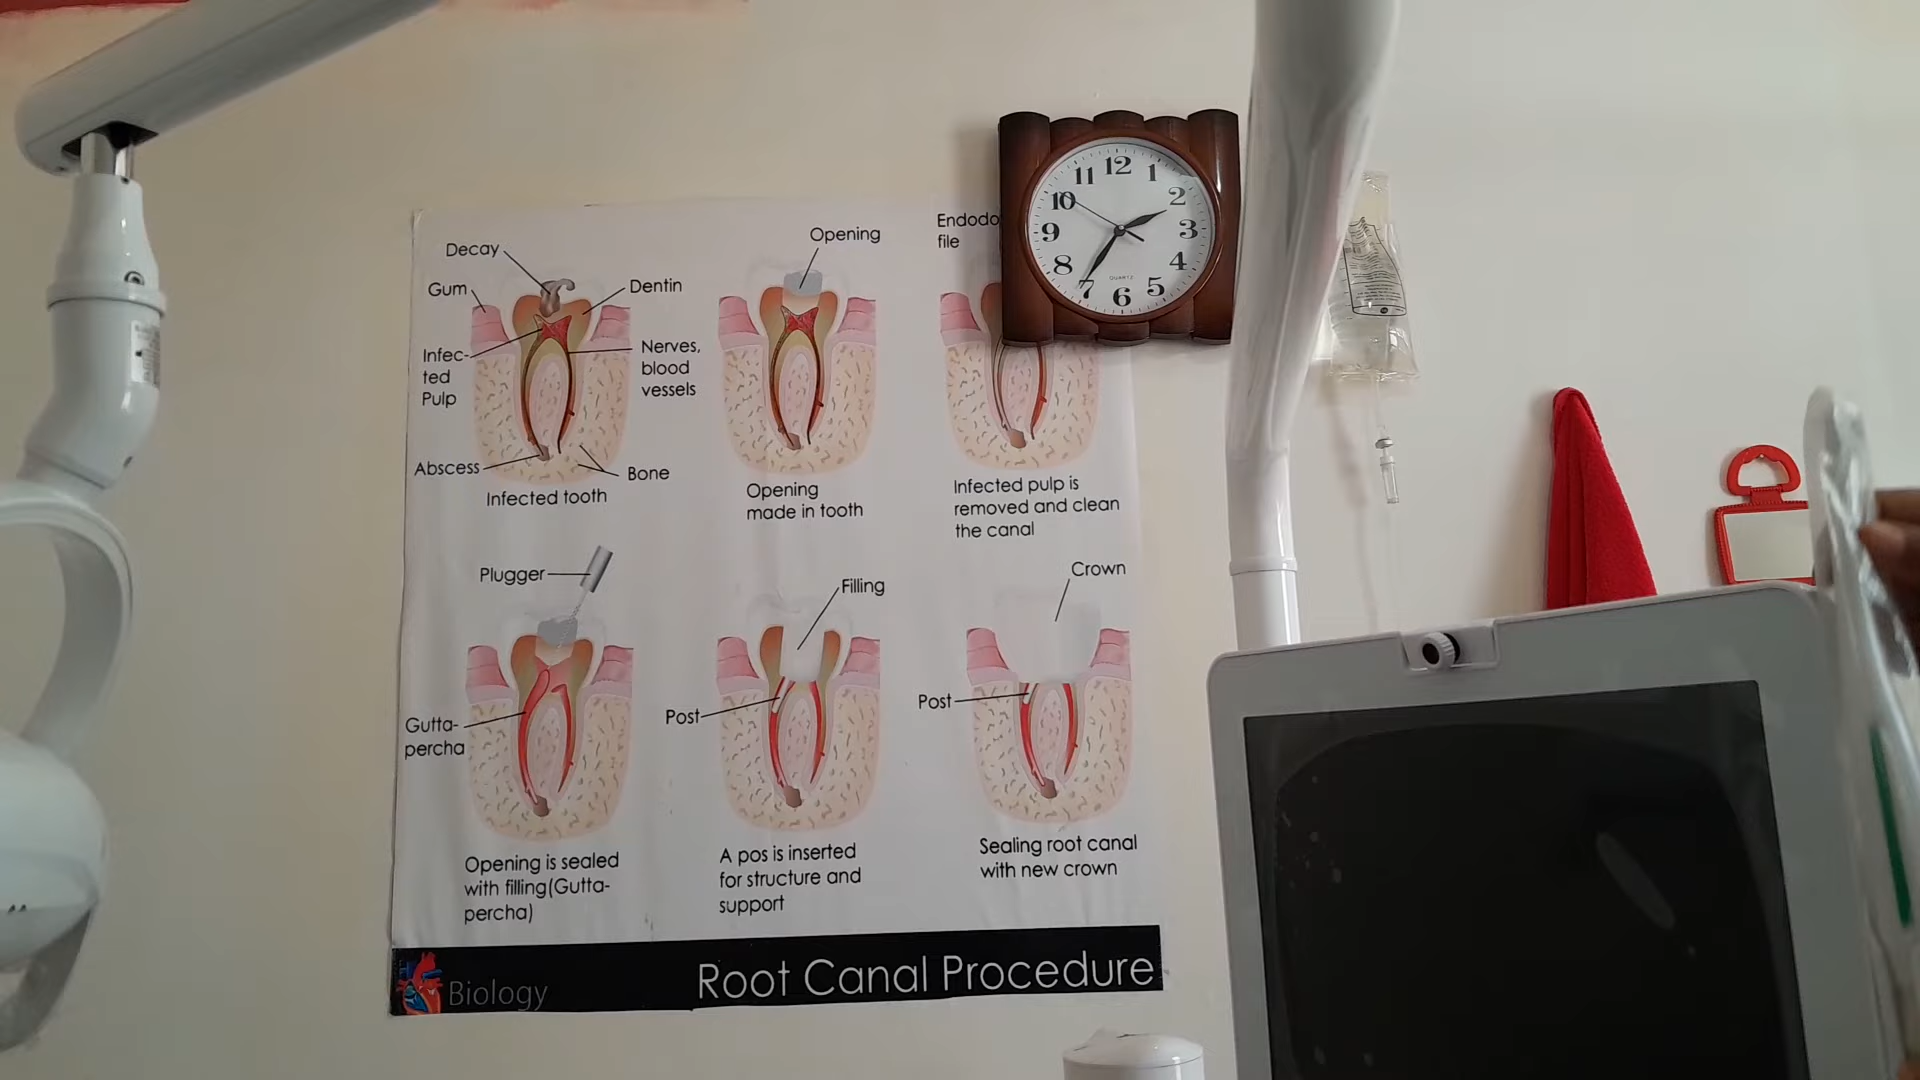 Decay
Gum
Dentin
Infec-
ted
Pulp
Nerves,
blood
vessels
Abscess
Bone
Infected tooth
Opening
Opening
made in tooth
Endodo
file
Infected pulp is
removed and clean
the canal
12
1
2
3
4
5
6
7
8
9
10
11
QUARTZ
Plugger
Gutta-
percha
Opening is sealed
with filling(Gutta-
percha)
Filling
Post
A pos is inserted
for structure and
support
Crown
Post
Sealing root canal
with new crown
Biology
Root Canal Procedure